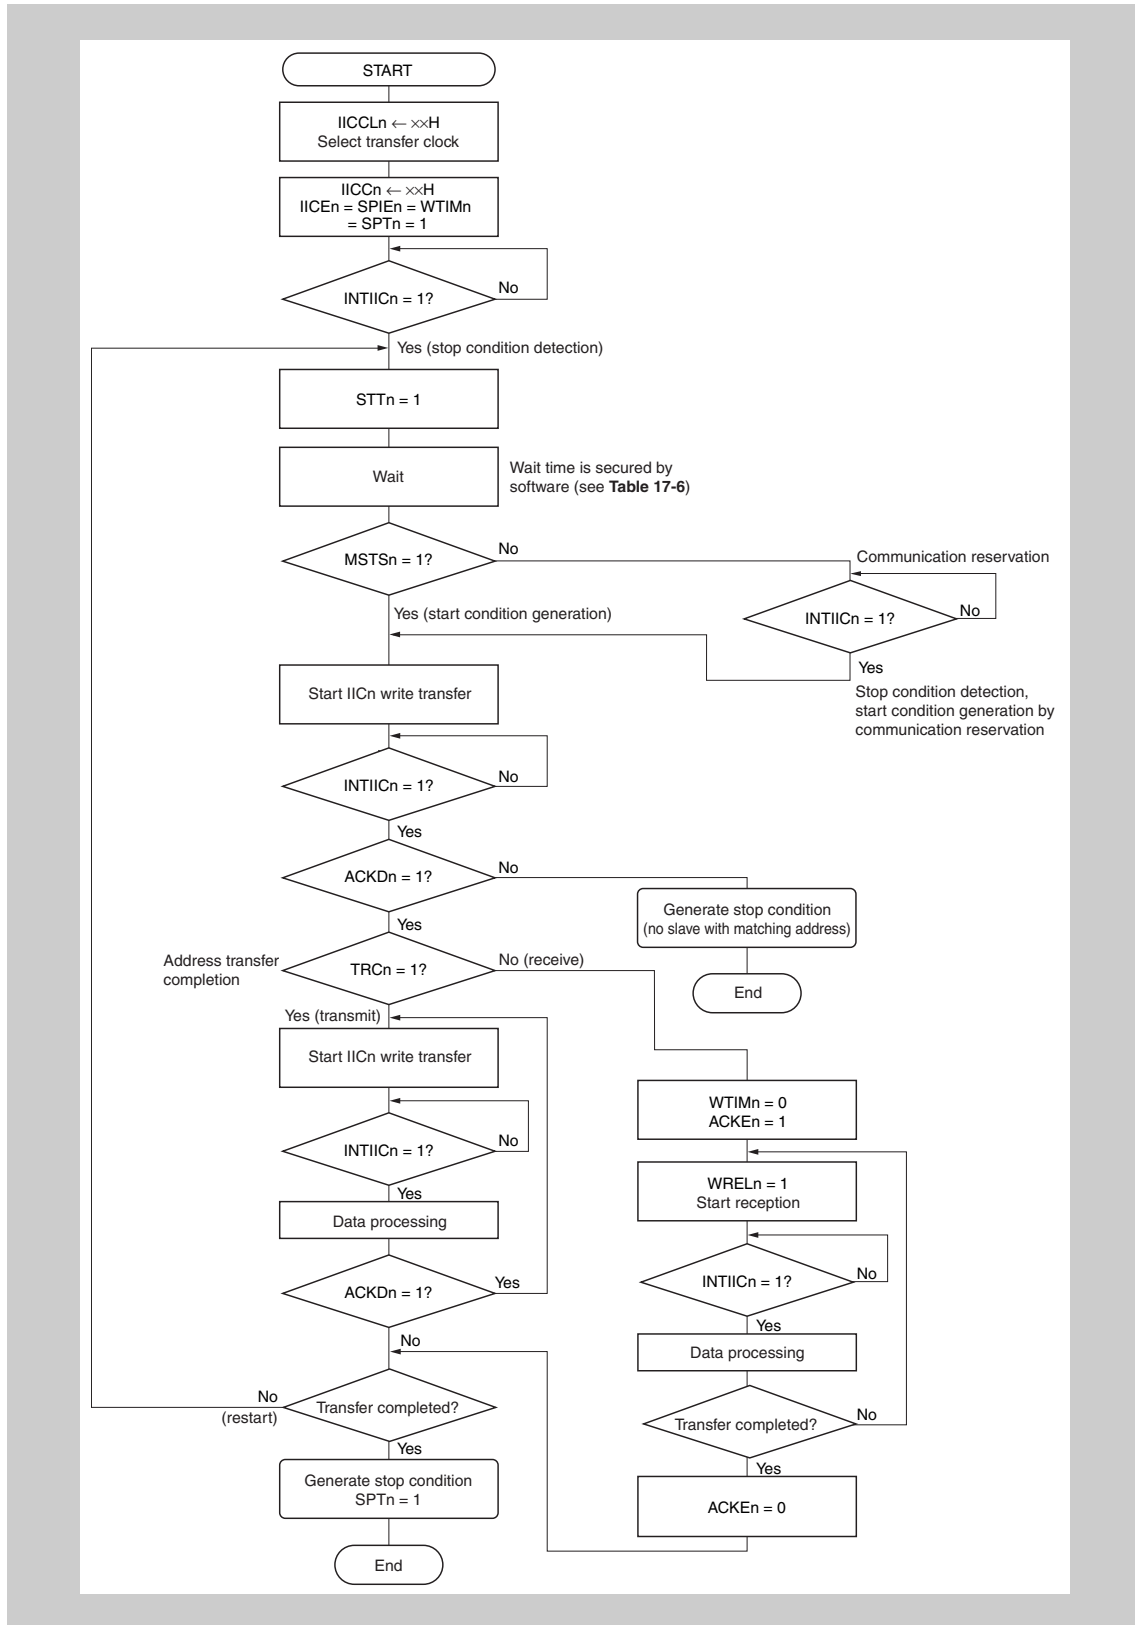 START
IICCLn ← ××H
Select transfer clock
IICCn ← ××H
IICEn = SPIEn = WTIMn
= SPTn = 1
INTIICn = 1?
No
Yes (stop condition detection)
STTn = 1
Wait
Wait time is secured by
software (see Table 17-6)
MSTSn = 1?
No
Communication reservation
INTIICn = 1?
No
Yes
Stop condition detection,
start condition generation by
communication reservation
Yes (start condition generation)
Start IICn write transfer
INTIICn = 1?
No
Yes
ACKDn = 1?
No
Generate stop condition
(no slave with matching address)
End
Yes
Address transfer
completion
TRCn = 1?
No (receive)
Yes (transmit)
Start IICn write transfer
INTIICn = 1?
No
Yes
Data processing
ACKDn = 1?
Yes
No
Transfer completed?
No
(restart)
Yes
Generate stop condition
SPTn = 1
End
WTIMn = 0
ACKEn = 1
WRELn = 1
Start reception
INTIICn = 1?
No
Yes
Data processing
Transfer completed?
No
Yes
ACKEn = 0